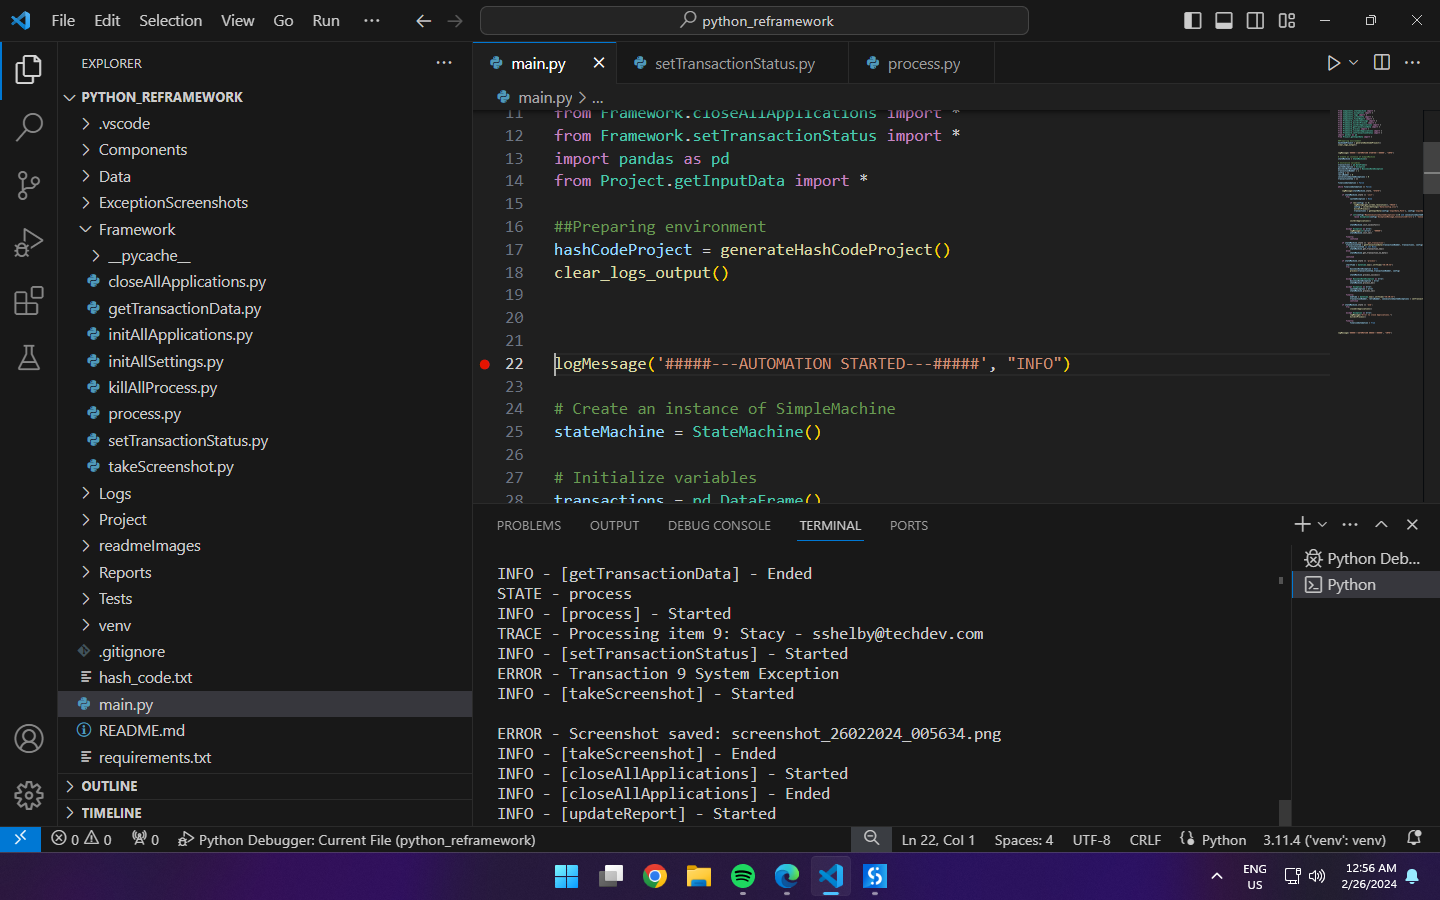 File Edit Selection View Go Run ··· python_reframework
EXPLORER
PYTHON_REFRAMEWORK
.vscode
Components
Data
ExceptionScreenshots
Framework
__pycache__
closeAllApplications.py
getTransactionData.py
initAllApplications.py
initAllSettings.py
killAllProcess.py
process.py
setTransactionStatus.py
takeScreenshot.py
Logs
Project
readmeImages
Reports
Tests
venv
.gitignore
hash_code.txt
main.py
README.md
requirements.txt
OUTLINE
TIMELINE
main.py setTransactionStatus.py process.py
main.py > ...
11 from Framework.closeAllApplications import *
12 from Framework.setTransactionStatus import *
13 import pandas as pd
14 from Project.getInputData import *
15
16 ##Preparing environment
17 hashCodeProject = generateHashCodeProject()
18 clear_logs_output()
19
20
21
22 logMessage('#####---AUTOMATION STARTED---#####', "INFO")
23
24 # Create an instance of SimpleMachine
25 stateMachine = StateMachine()
26
27 # Initialize variables
28 transactions = pd.DataFrame()
PROBLEMS OUTPUT DEBUG CONSOLE TERMINAL PORTS
INFO - [getTransactionData] - Ended
STATE - process
INFO - [process] - Started
TRACE - Processing item 9: Stacy - sshelby@techdev.com
INFO - [setTransactionStatus] - Started
ERROR - Transaction 9 System Exception
INFO - [takeScreenshot] - Started
ERROR - Screenshot saved: screenshot_26022024_005634.png
INFO - [takeScreenshot] - Ended
INFO - [closeAllApplications] - Started
INFO - [closeAllApplications] - Ended
INFO - [updateReport] - Started
Python Deb...
Python
0 0 0 Python Debugger: Current File (python_reframework) Ln 22, Col 1 Spaces: 4 UTF-8 CRLF Python 3.11.4 ('venv': venv)
ENG
US
12:56 AM
2/26/2024